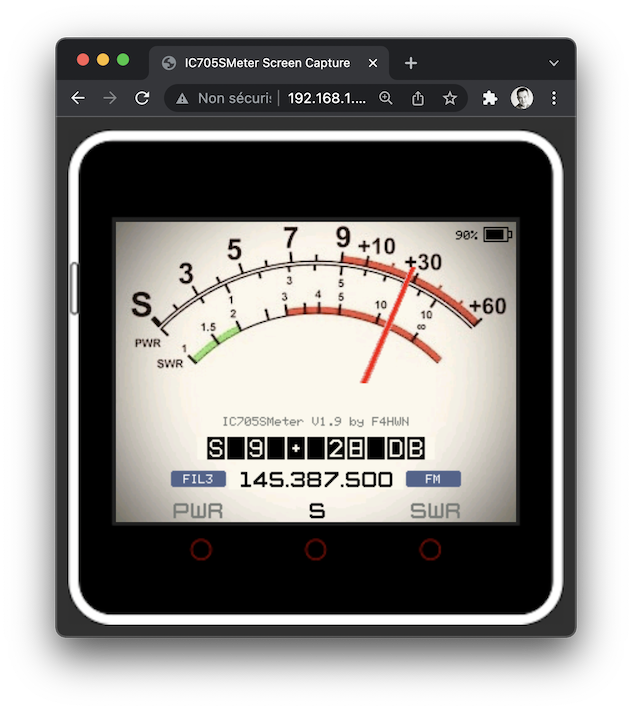 IC705SMeter Screen Capture
Non sécuris 192.168.1....
90%
S 3 5 7 9 +10 +30 +60
PWR 1 3 5 10
SWR 1 1.5 2 3 4 5 10 ∞
IC705SMeter V1.9 by F4HWN
S 9 + 28 DB
FIL3 145.387.500 FM
PWR S SWR